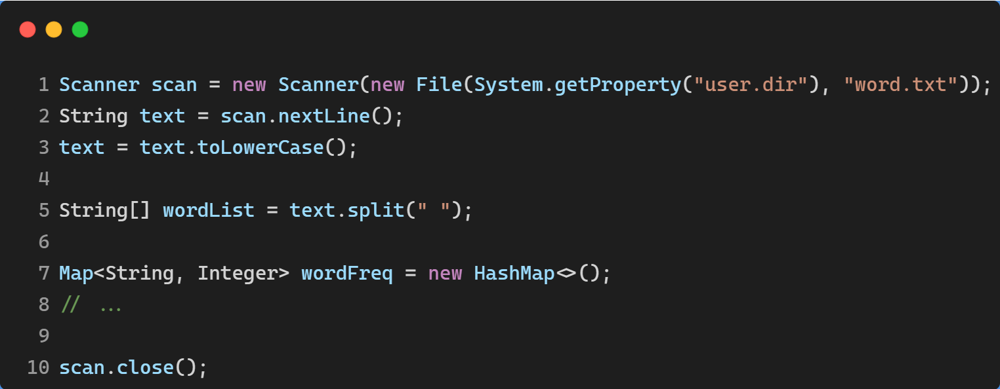 1 Scanner scan = new Scanner(new File(System.getProperty("user.dir"), "word.txt"));
2 String text = scan.nextLine();
3 text = text.toLowerCase();
4
5 String[] wordList = text.split(" ");
6
7 Map<String, Integer> wordFreq = new HashMap<>();
8 // ...
9
10 scan.close();